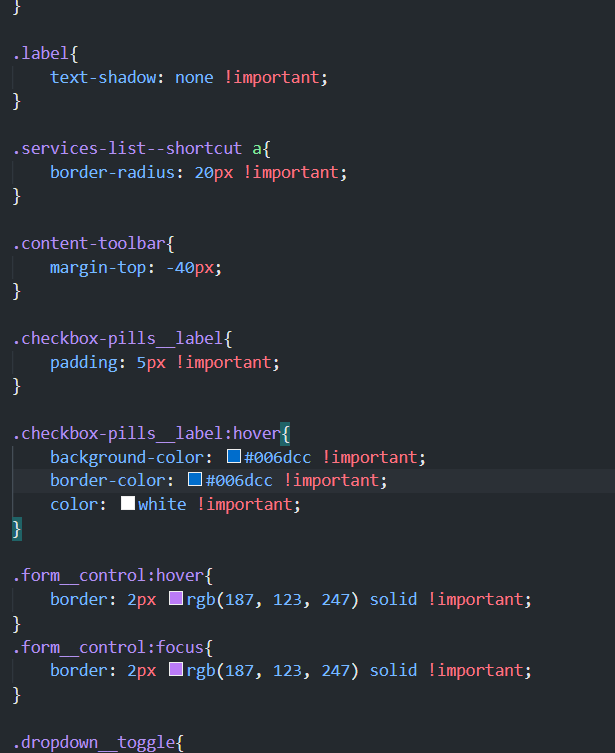 }
.label{
text-shadow: none !important;
}
.services-list--shortcut a{
border-radius: 20px !important;
}
.content-toolbar{
margin-top: -40px;
}
.checkbox-pills__label{
padding: 5px !important;
}
.checkbox-pills__label:hover{
background-color: #006dcc !important;
border-color: #006dcc !important;
color: white !important;
}
.form__control:hover{
border: 2px rgb(187, 123, 247) solid !important;
}
.form__control:focus{
border: 2px rgb(187, 123, 247) solid !important;
}
.dropdown__toggle{